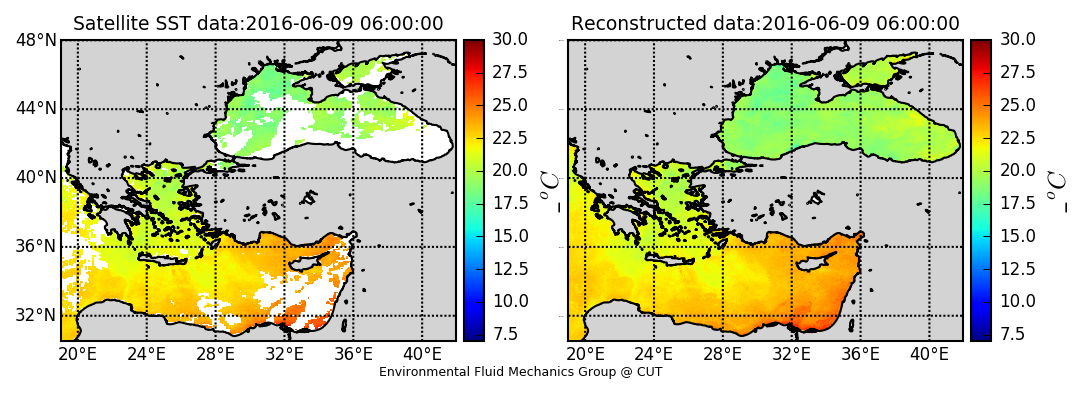 Satellite SST data:2016-06-09 06:00:00
48°N
44°N
40°N
36°N
32°N
20°E 24°E 28°E 32°E 36°E 40°E
30.0
27.5
25.0
22.5
20.0
17.5
15.0
12.5
10.0
7.5
_°C
Reconstructed data:2016-06-09 06:00:00
20°E 24°E 28°E 32°E 36°E 40°E
30.0
27.5
25.0
22.5
20.0
17.5
15.0
12.5
10.0
7.5
_°C
Environmental Fluid Mechanics Group @ CUT